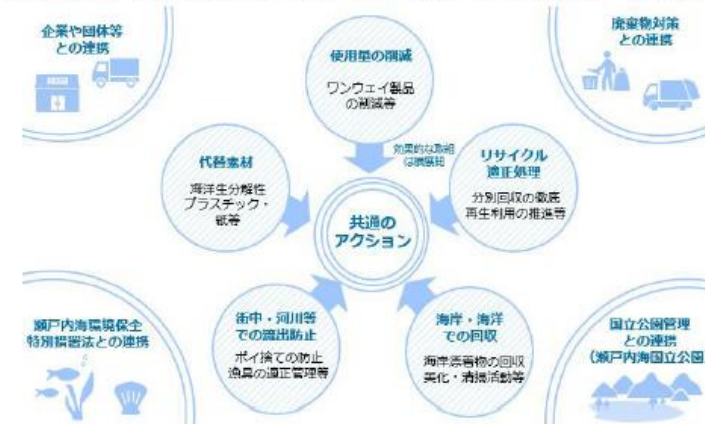 企業や団体等
との連携
廃棄物対策
との連携
使用量の削減
ワンウェイ製品
の削減等
効果的な取組
は横展開
代替素材
海洋生分解性
プラスチック・
紙等
リサイクル
適正処理
分別回収の徹底
再生利用の推進等
共通の
アクション
街中・河川等
での流出防止
ポイ捨ての防止
漁具の適正管理等
海岸・海洋
での回収
海岸漂着物の回収
美化・清掃活動等
瀬戸内海環境保全
特別措置法との連携
国立公園管理
との連携
(瀬戸内海国立公園